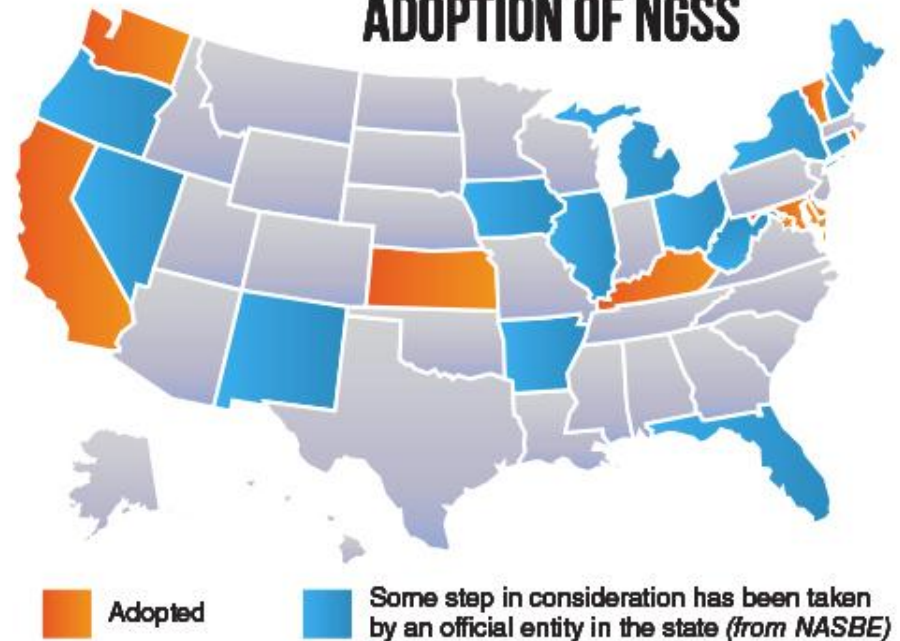 ADOPTION OF NGSS
Adopted
Some step in consideration has been taken
by an official entity in the state (from NASBE)